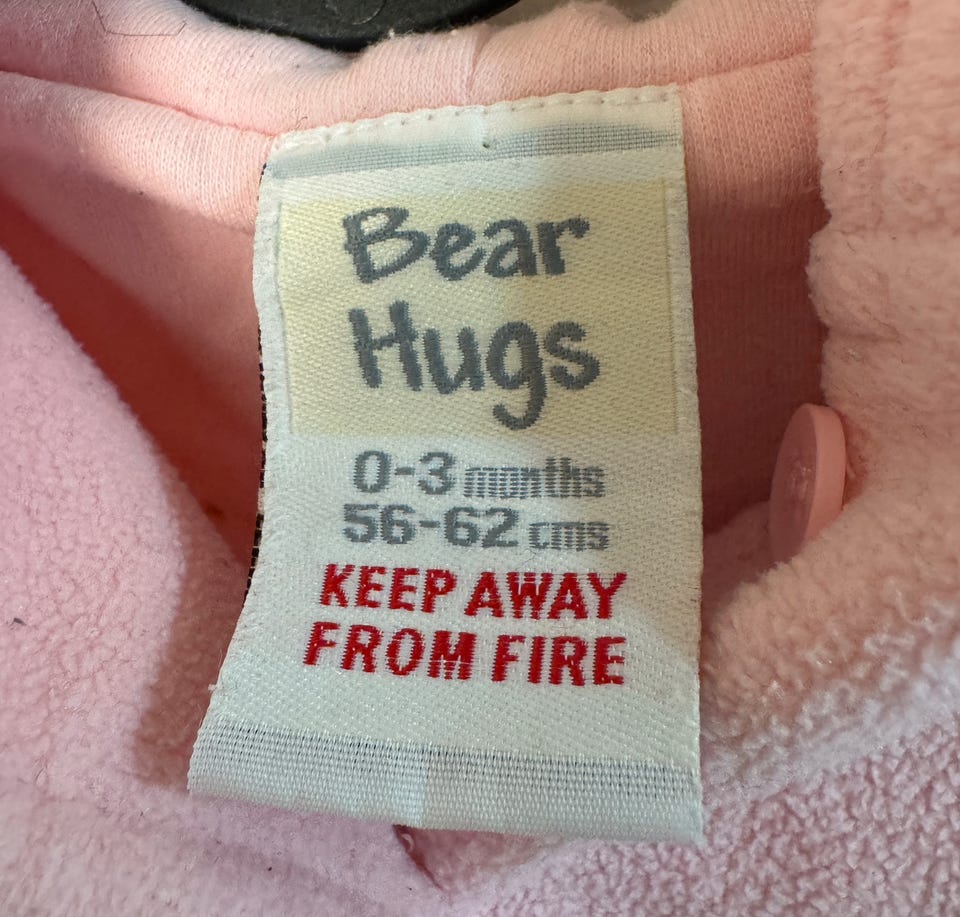 Bear
Hugs
0-3 months
56-62 cms
KEEP AWAY
FROM FIRE